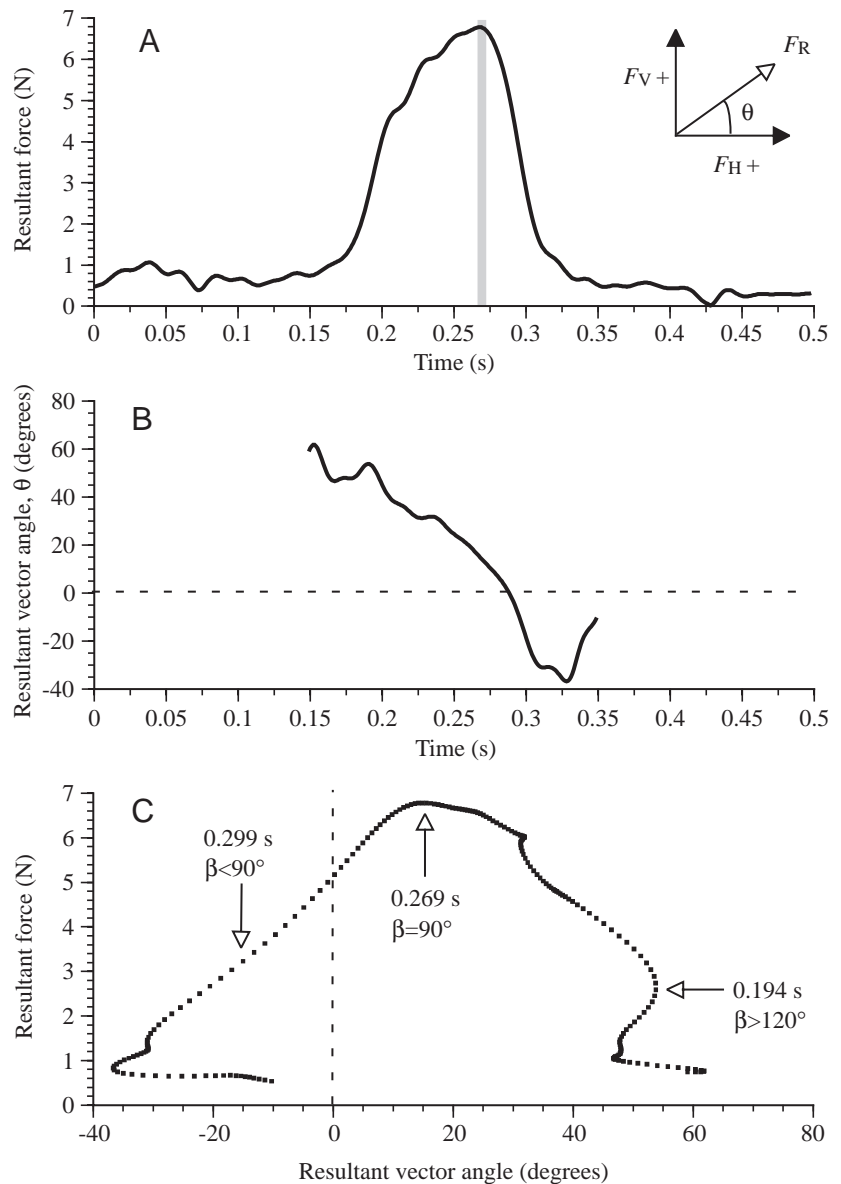 A
Resultant force (N)
7
6
5
4
3
2
1
0
FV +
FR
θ
FH +
0 0.05 0.1 0.15 0.2 0.25 0.3 0.35 0.4 0.45 0.5
Time (s)
B
Resultant vector angle, θ (degrees)
80
60
40
20
0
-20
-40
0 0.05 0.1 0.15 0.2 0.25 0.3 0.35 0.4 0.45 0.5
Time (s)
C
Resultant force (N)
7
6
5
4
3
2
1
0
0.299 s
β<90°
0.269 s
β=90°
0.194 s
β>120°
-40 -20 0 20 40 60 80
Resultant vector angle (degrees)